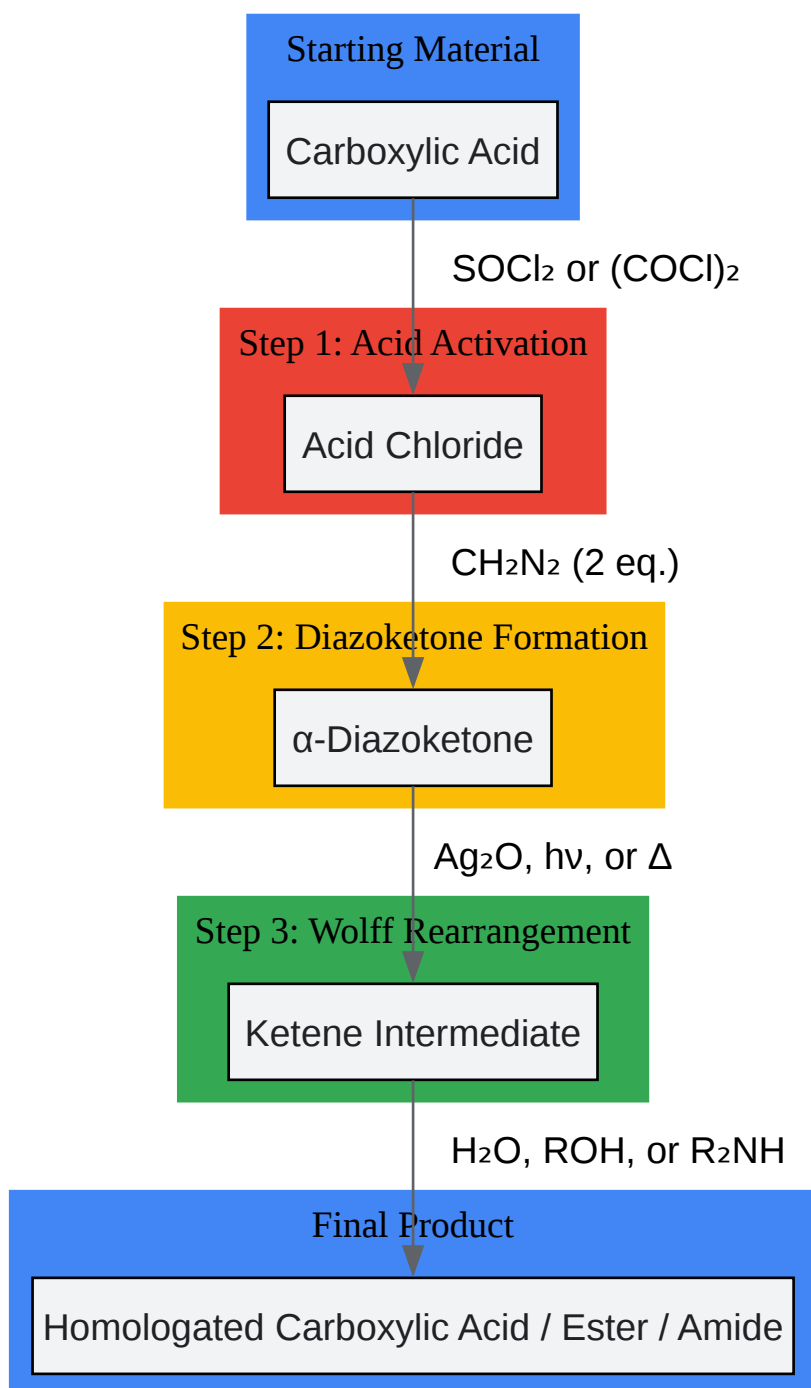 Starting Material
Carboxylic Acid
SOCl₂ or (COCl)₂
Step 1: Acid Activation
Acid Chloride
CH₂N₂ (2 eq.)
Step 2: Diazoketone Formation
α-Diazoketone
Ag₂O, hν, or Δ
Step 3: Wolff Rearrangement
Ketene Intermediate
H₂O, ROH, or R₂NH
Final Product
Homologated Carboxylic Acid / Ester / Amide